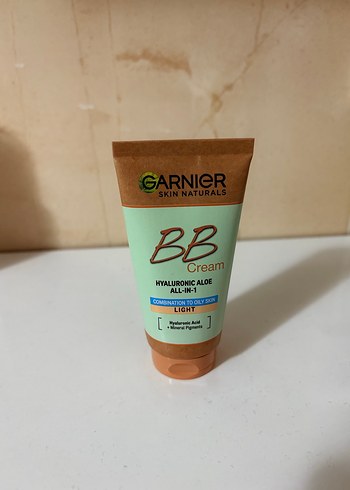 GARNIER
SKIN NATURALS
BB
Cream
HYALURONIC ALOE
ALL-IN-1
COMBINATION TO OILY SKIN
LIGHT
Hyaluronic Acid
+ Mineral Pigments